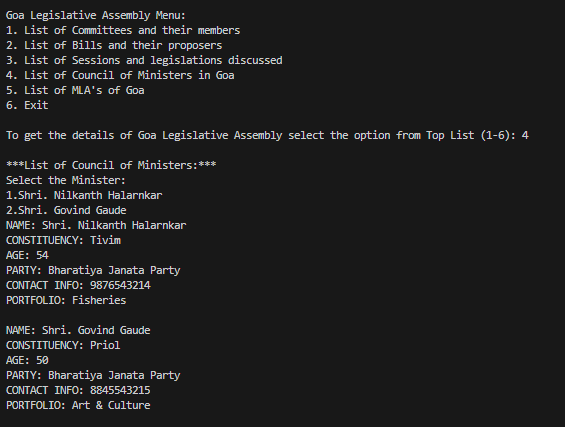 Goa Legislative Assembly Menu:
1. List of Committees and their members
2. List of Bills and their proposers
3. List of Sessions and legislations discussed
4. List of Council of Ministers in Goa
5. List of MLA's of Goa
6. Exit
To get the details of Goa Legislative Assembly select the option from Top List (1-6): 4
***List of Council of Ministers:***
Select the Minister:
1.Shri. Nilkanth Halarnkar
2.Shri. Govind Gaude
NAME: Shri. Nilkanth Halarnkar
CONSTITUENCY: Tivim
AGE: 54
PARTY: Bharatiya Janata Party
CONTACT INFO: 9876543214
PORTFOLIO: Fisheries
NAME: Shri. Govind Gaude
CONSTITUENCY: Priol
AGE: 50
PARTY: Bharatiya Janata Party
CONTACT INFO: 8845543215
PORTFOLIO: Art & Culture